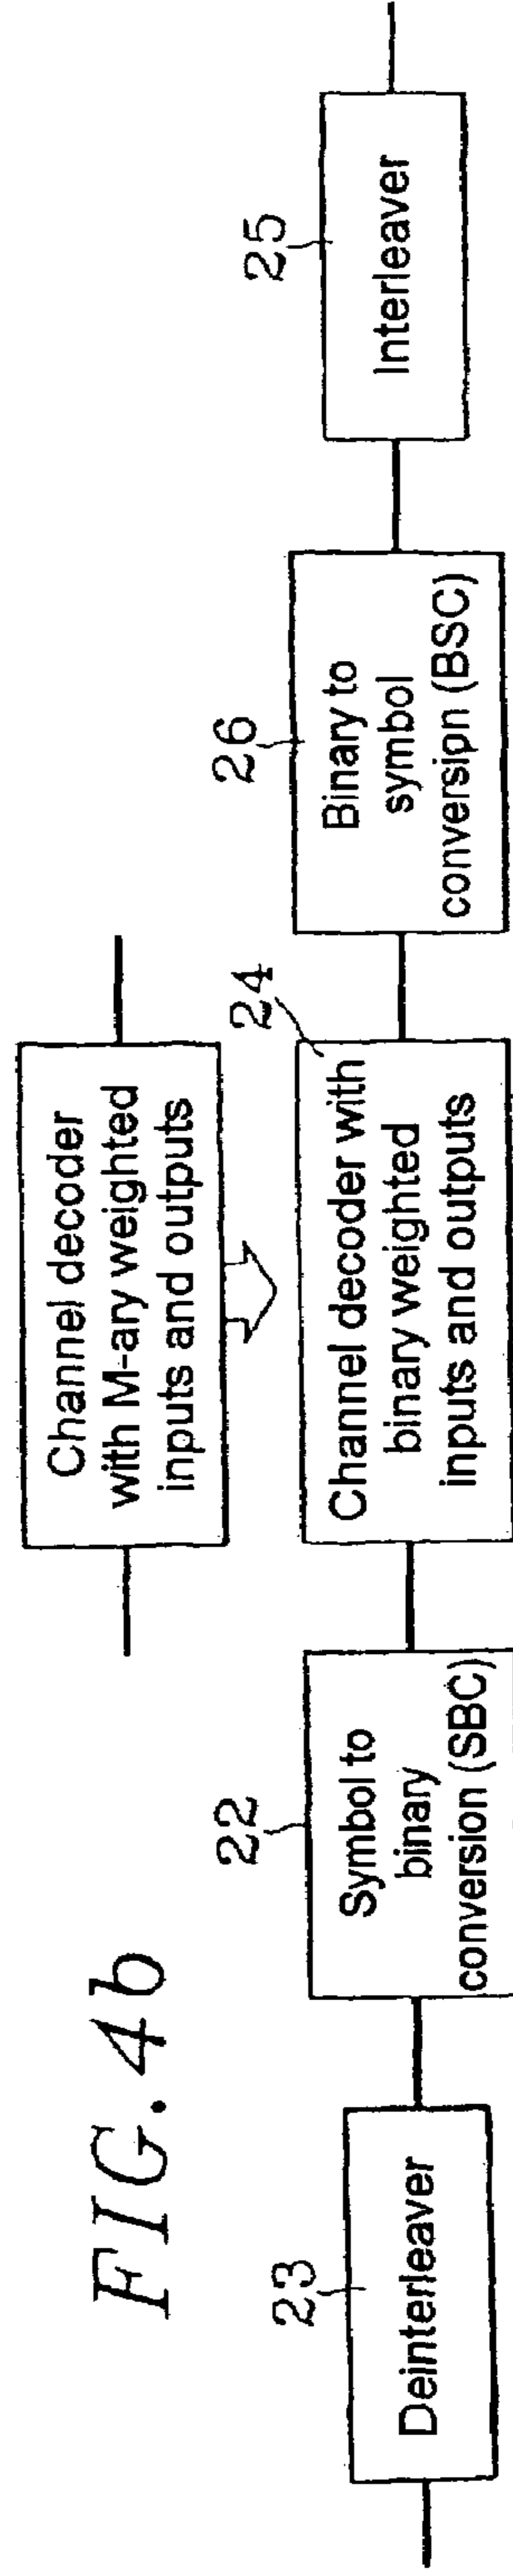 FIG. 4b
Channel decoder
with M-ary weighted
inputs and outputs
23
Deinterleaver
22
Symbol to
binary
conversion (SBC)
24
Channel decoder with
binary weighted
inputs and outputs
26
Binary to
symbol
conversipn (BSC)
25
Interleaver